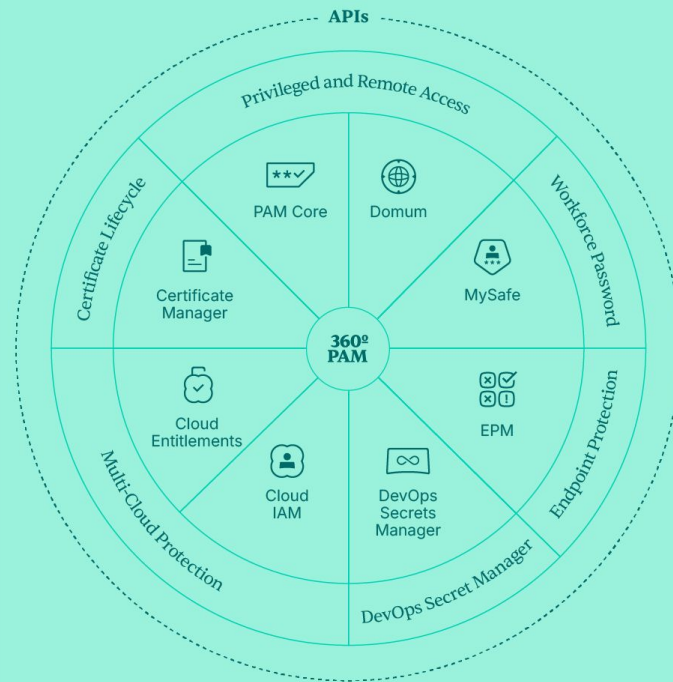 APIs
Privileged and Remote Access
Certificate Lifecycle
Workforce Password
PAM Core
Domum
Certificate
Manager
MySafe
360º
PAM
Cloud
Entitlements
EPM
Cloud
IAM
DevOps
Secrets
Manager
Multi-Cloud Protection
Endpoint Protection
DevOps Secret Manager